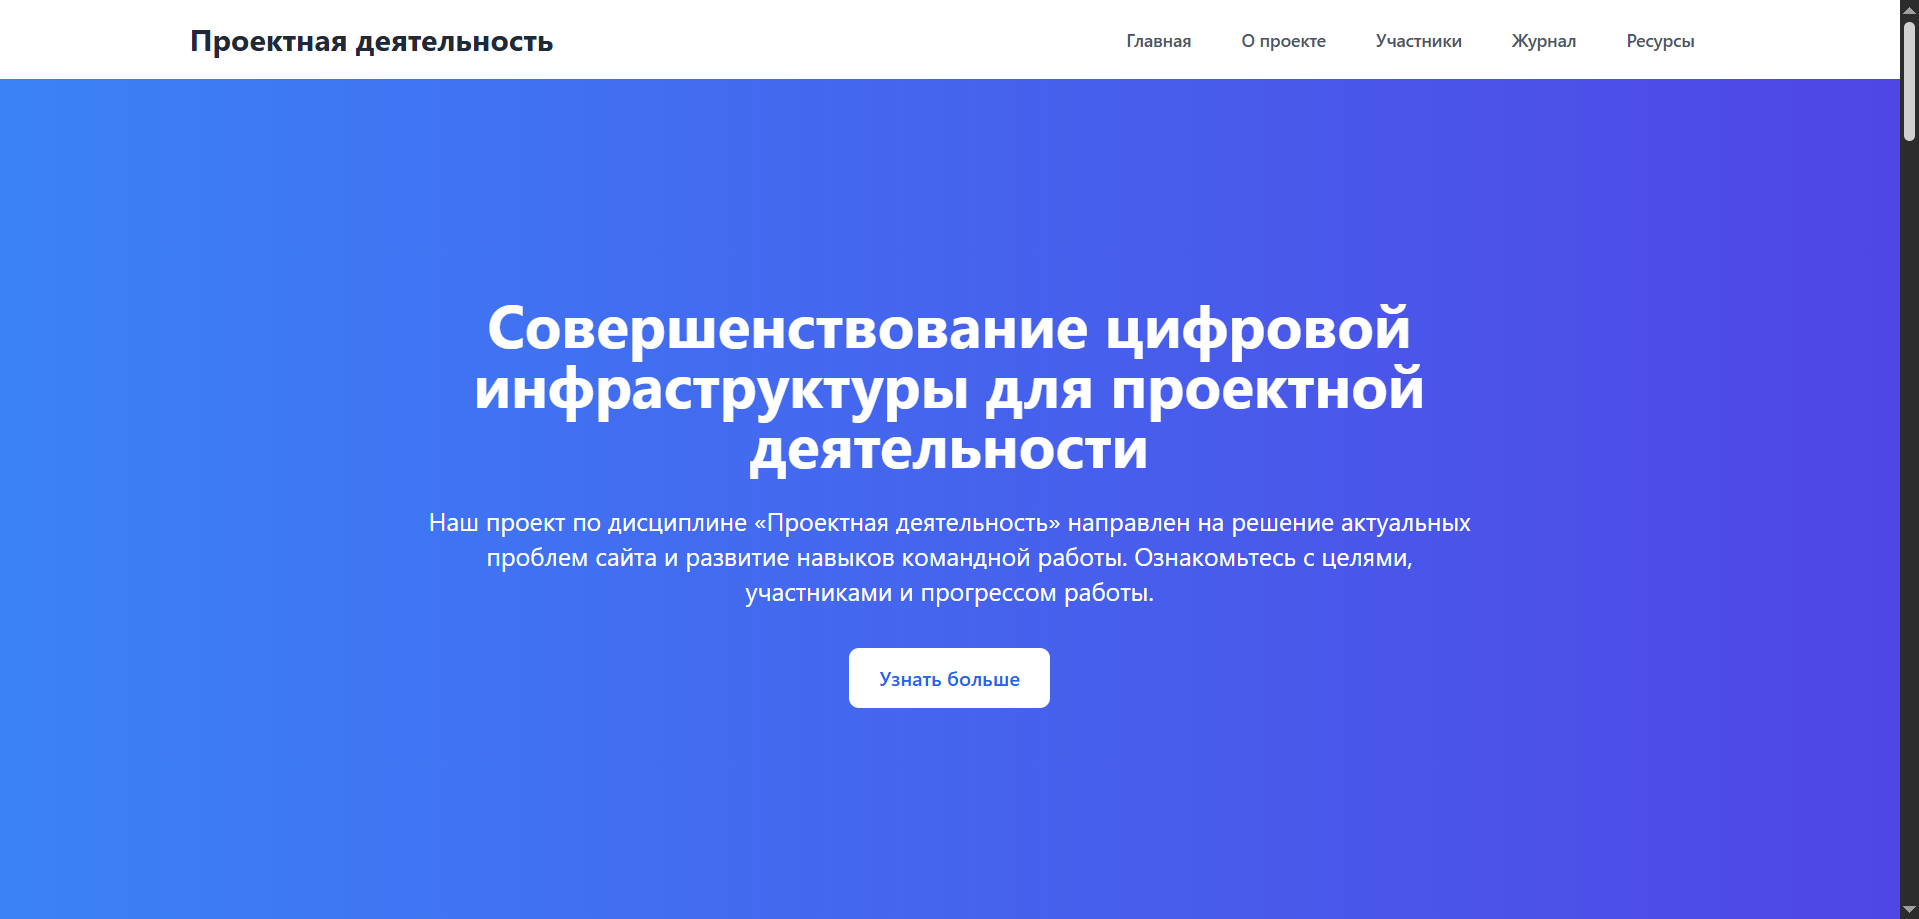 Проектная деятельность
Главная О проекте Участники Журнал Ресурсы
Совершенствование цифровой
инфраструктуры для проектной
деятельности
Наш проект по дисциплине «Проектная деятельность» направлен на решение актуальных
проблем сайта и развитие навыков командной работы. Ознакомьтесь с целями,
участниками и прогрессом работы.
Узнать больше